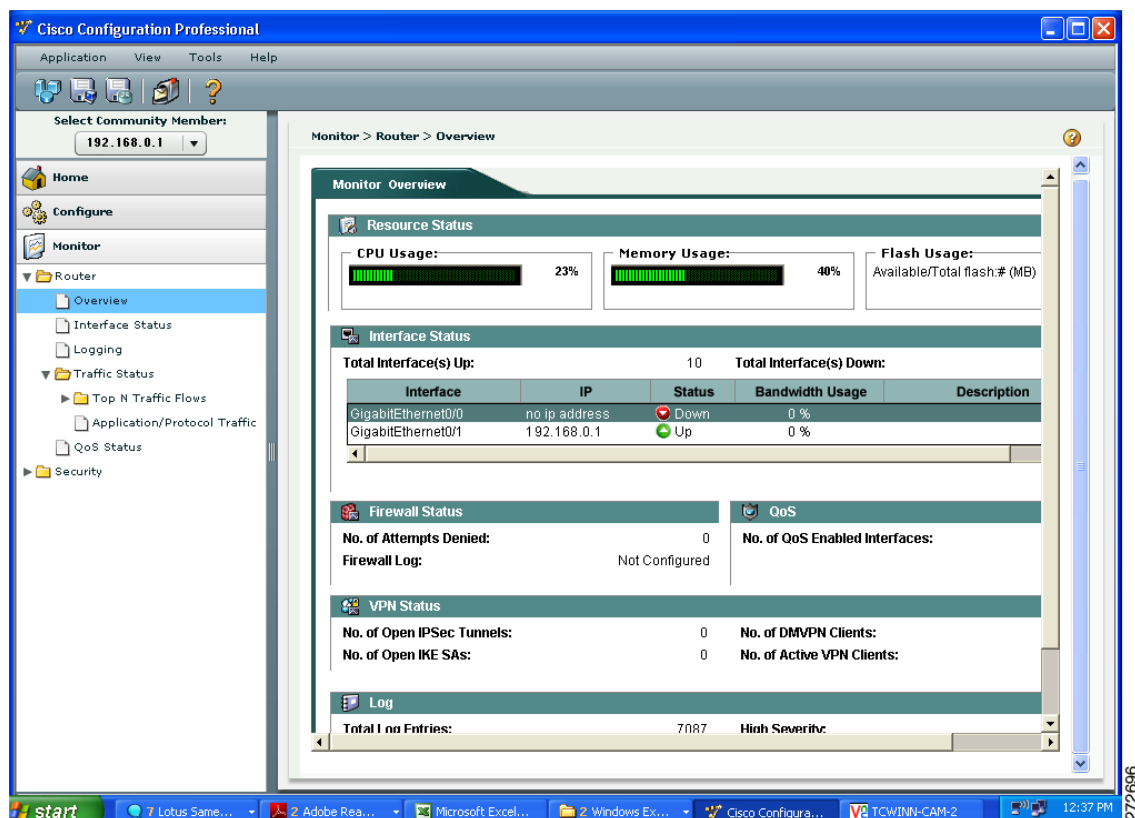 Cisco Configuration Professional
Application View Tools Help
Select Community Member:
192.168.0.1
Home
Configure
Monitor
Router
Overview
Interface Status
Logging
Traffic Status
Top N Traffic Flows
Application/Protocol Traffic
QoS Status
Security
Monitor > Router > Overview
Monitor Overview
Resource Status
CPU Usage:
23%
Memory Usage:
40%
Flash Usage:
Available/Total flash:# (MB)
Interface Status
Total Interface(s) Up: 10 Total Interface(s) Down:
Interface IP Status Bandwidth Usage Description
GigabitEthernet0/0 no ip address Down 0 %
GigabitEthernet0/1 192.168.0.1 Up 0 %
Firewall Status
No. of Attempts Denied: 0
Firewall Log: Not Configured
QoS
No. of QoS Enabled Interfaces:
VPN Status
No. of Open IPSec Tunnels: 0 No. of DMVPN Clients:
No. of Open IKE SAs: 0 No. of Active VPN Clients:
Log
Total Log Entries: 7087 High Severity:
start 7 Lotus Same... 2 Adobe Rea... Microsoft Excel... 2 Windows Ex... Cisco Configura... TCWINN-CAM-2 12:37 PM
272696